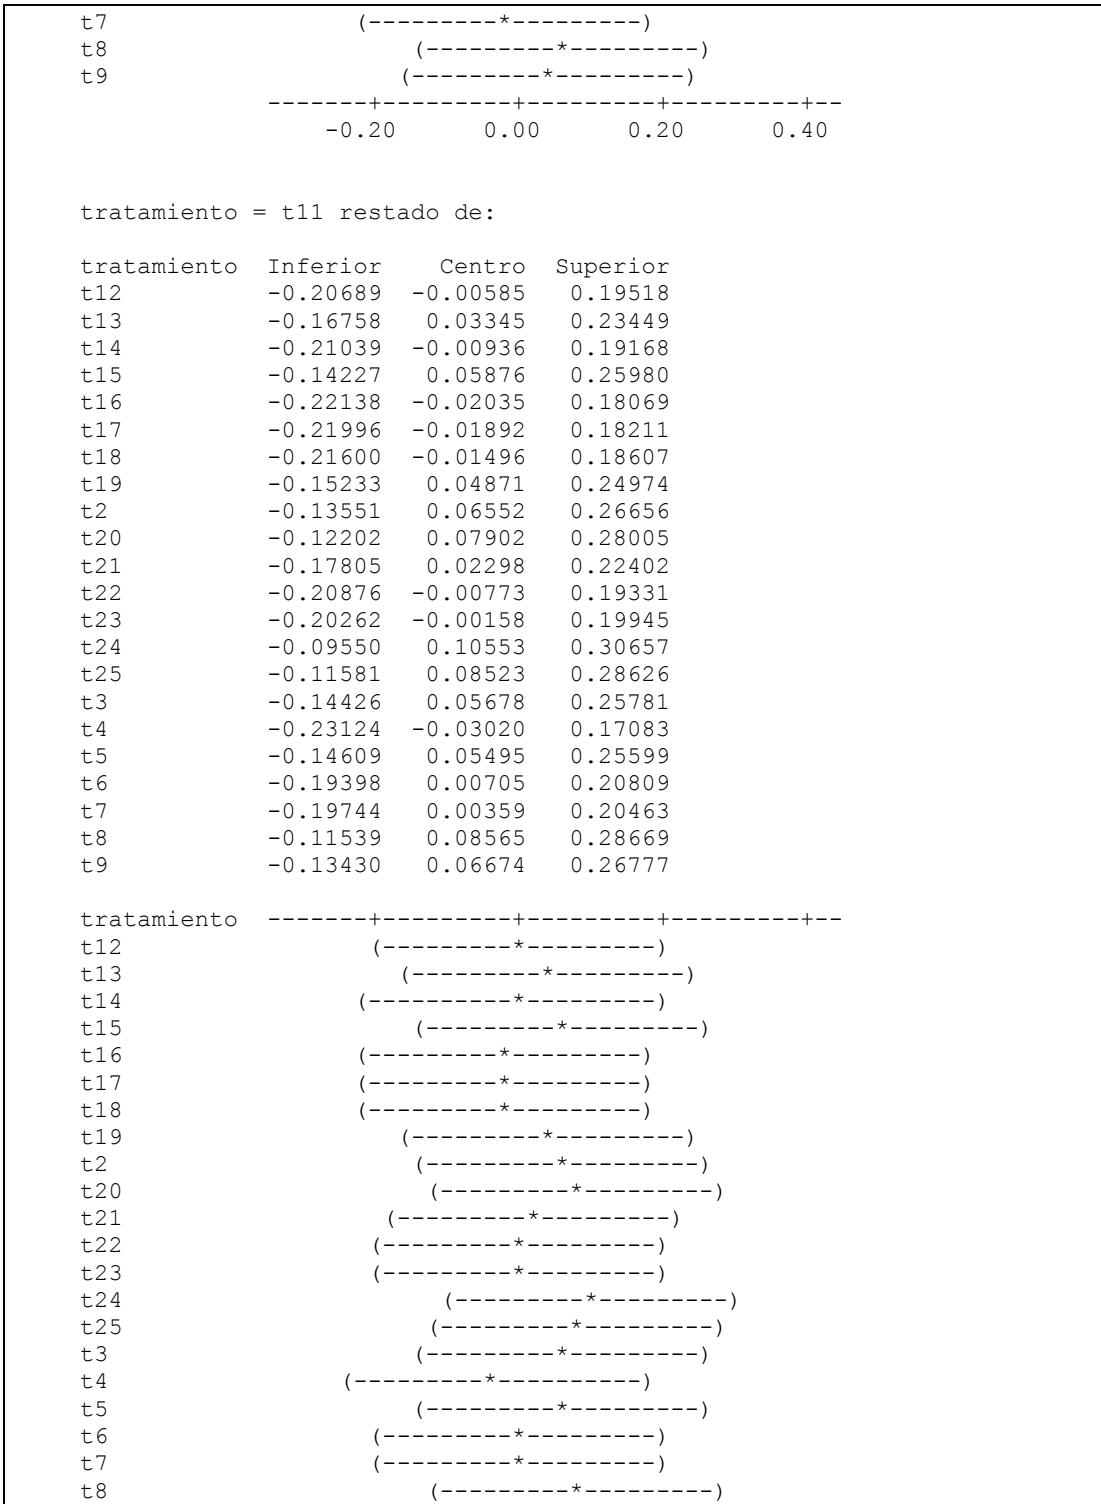 t7                 (---------*---------)
t8                     (---------*---------)
t9                    (---------*---------)
             -------+---------+---------+---------+--
                 -0.20      0.00      0.20      0.40
tratamiento = t11 restado de:
tratamiento  Inferior    Centro  Superior
t12          -0.20689  -0.00585   0.19518
t13          -0.16758   0.03345   0.23449
t14          -0.21039  -0.00936   0.19168
t15          -0.14227   0.05876   0.25980
t16          -0.22138  -0.02035   0.18069
t17          -0.21996  -0.01892   0.18211
t18          -0.21600  -0.01496   0.18607
t19          -0.15233   0.04871   0.24974
t2           -0.13551   0.06552   0.26656
t20          -0.12202   0.07902   0.28005
t21          -0.17805   0.02298   0.22402
t22          -0.20876  -0.00773   0.19331
t23          -0.20262  -0.00158   0.19945
t24          -0.09550   0.10553   0.30657
t25          -0.11581   0.08523   0.28626
t3           -0.14426   0.05678   0.25781
t4           -0.23124  -0.03020   0.17083
t5           -0.14609   0.05495   0.25599
t6           -0.19398   0.00705   0.20809
t7           -0.19744   0.00359   0.20463
t8           -0.11539   0.08565   0.28669
t9           -0.13430   0.06674   0.26777
tratamiento  -------+---------+---------+---------+--
t12                 (---------*---------)
t13                   (---------*---------)
t14                (----------*---------)
t15                    (---------*---------)
t16                (---------*---------)
t17                (---------*---------)
t18                (---------*---------)
t19                   (---------*---------)
t2                     (---------*---------)
t20                     (---------*---------)
t21                  (---------*---------)
t22                 (---------*---------)
t23                 (---------*---------)
t24                      (---------*---------)
t25                     (---------*---------)
t3                     (---------*---------)
t4                (---------*----------)
t5                     (---------*---------)
t6                  (---------*---------)
t7                  (---------*---------)
t8                      (---------*---------)